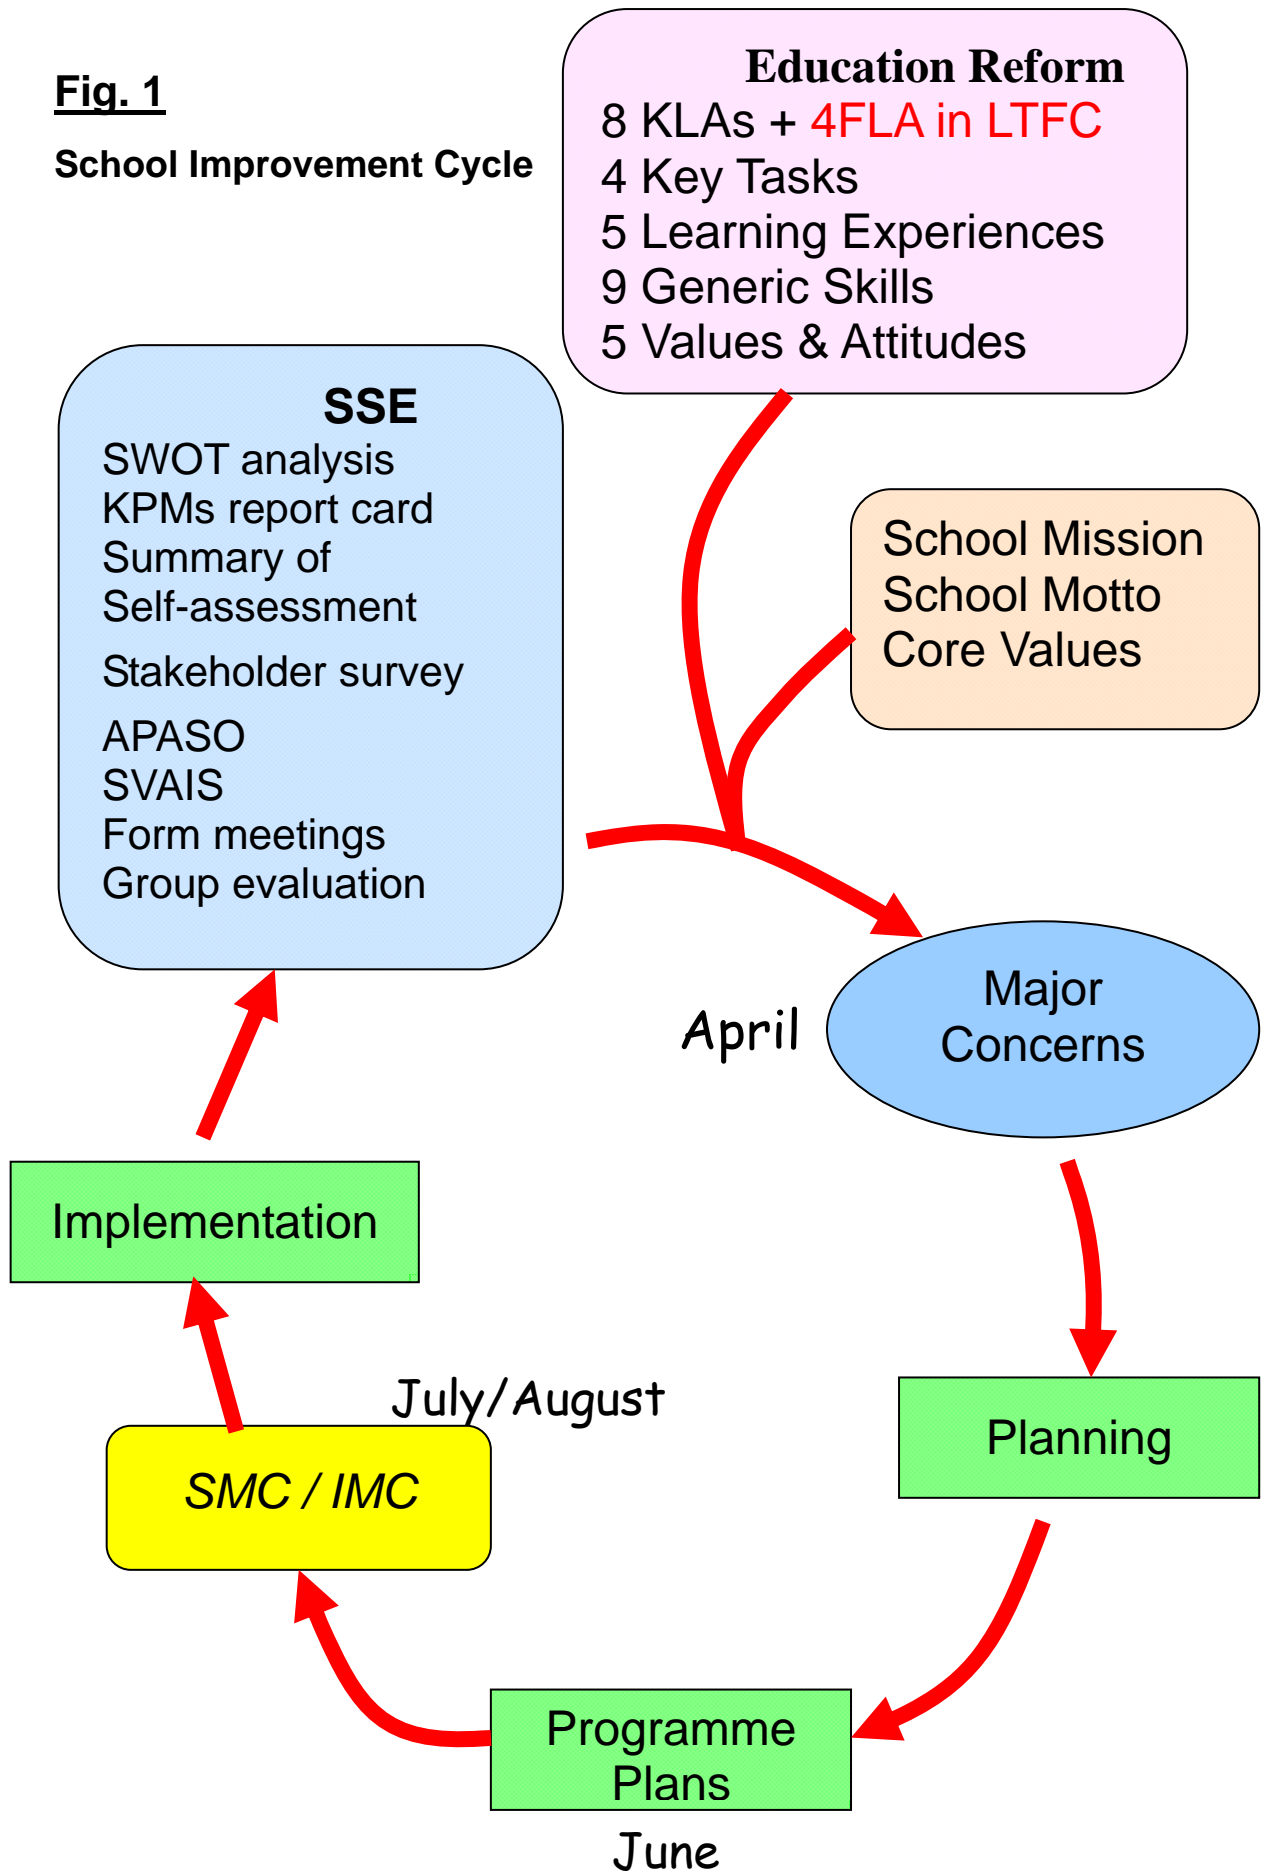 Fig. 1
School Improvement Cycle
Education Reform
8 KLAs + 4FLA in LTFC
4 Key Tasks
5 Learning Experiences
9 Generic Skills
5 Values & Attitudes
SSE
SWOT analysis
KPMs report card
Summary of
Self-assessment
Stakeholder survey
APASO
SVAIS
Form meetings
Group evaluation
School Mission
School Motto
Core Values
April
Major
Concerns
Implementation
July/August
SMC / IMC
Planning
Programme
Plans
June